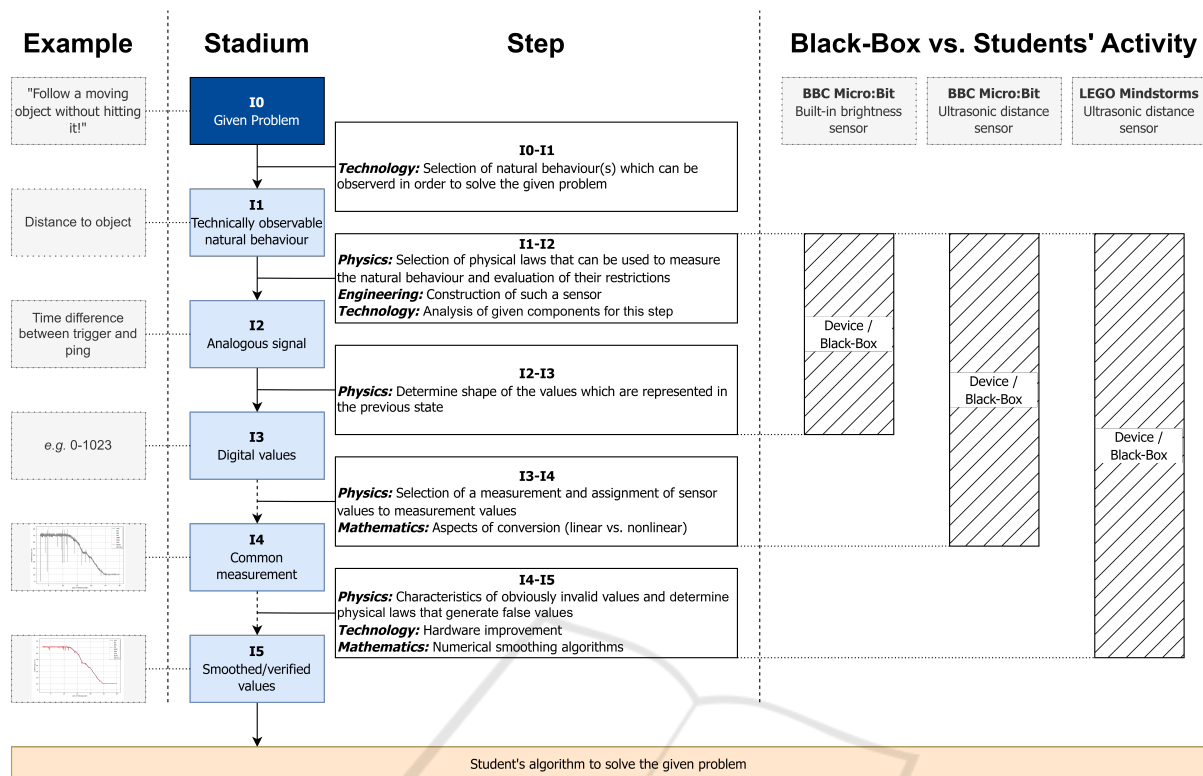 Example
Stadium
Step
Black-Box vs. Students' Activity
"Follow a moving
object without hitting
it!"
I0
Given Problem
BBC Micro:Bit
Built-in brightness
sensor
BBC Micro:Bit
Ultrasonic distance
sensor
LEGO Mindstorms
Ultrasonic distance
sensor
I0-I1
Technology: Selection of natural behaviour(s) which can be
observerd in order to solve the given problem
Distance to object
I1
Technically observable
natural behaviour
I1-I2
Physics: Selection of physical laws that can be used to measure
the natural behaviour and evaluation of their restrictions
Engineering: Construction of such a sensor
Technology: Analysis of given components for this step
Time difference
between trigger and
ping
I2
Analogous signal
Device /
Black-Box
Device /
Black-Box
Device /
Black-Box
I2-I3
Physics: Determine shape of the values which are represented in
the previous state
e.g. 0-1023
I3
Digital values
I3-I4
Physics: Selection of a measurement and assignment of sensor
values to measurement values
Mathematics: Aspects of conversion (linear vs. nonlinear)
I4
Common
measurement
I4-I5
Physics: Characteristics of obviously invalid values and determine
physical laws that generate false values
Technology: Hardware improvement
Mathematics: Numerical smoothing algorithms
I5
Smoothed/verified
values
Student's algorithm to solve the given problem